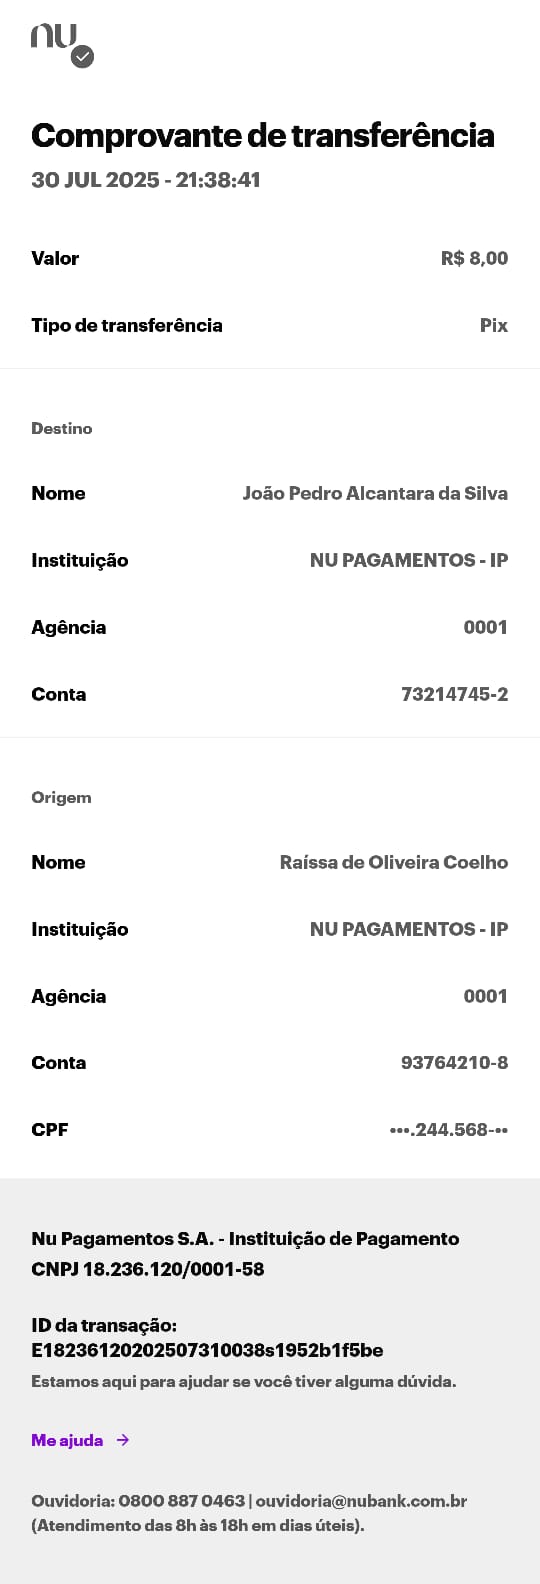 nu
Comprovante de transferência
30 JUL 2025 - 21:38:41
Valor R$ 8,00
Tipo de transferência Pix
Destino
Nome João Pedro Alcantara da Silva
Instituição NU PAGAMENTOS - IP
Agência 0001
Conta 73214745-2
Origem
Nome Raíssa de Oliveira Coelho
Instituição NU PAGAMENTOS - IP
Agência 0001
Conta 93764210-8
CPF •••.244.568-••
Nu Pagamentos S.A. - Instituição de Pagamento
CNPJ 18.236.120/0001-58
ID da transação:
E18236120202507310038s1952b1f5be
Estamos aqui para ajudar se você tiver alguma dúvida.
Me ajuda →
Ouvidoria: 0800 887 0463 | ouvidoria@nubank.com.br
(Atendimento das 8h às 18h em dias úteis).